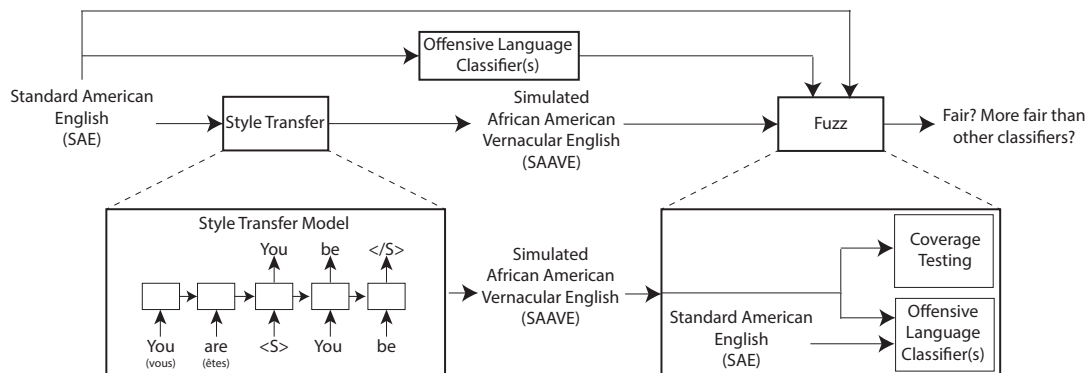 Offensive Language
Classifier(s)
Standard American
English
(SAE)
Style Transfer
Simulated
African American
Vernacular English
(SAAVE)
Fuzz
Fair? More fair than
other classifiers?
Style Transfer Model
You be </S>
You are <S> You be
(vous) (êtes)
Simulated
African American
Vernacular English
(SAAVE)
Coverage
Testing
Standard American
English
(SAE)
Offensive
Language
Classifier(s)